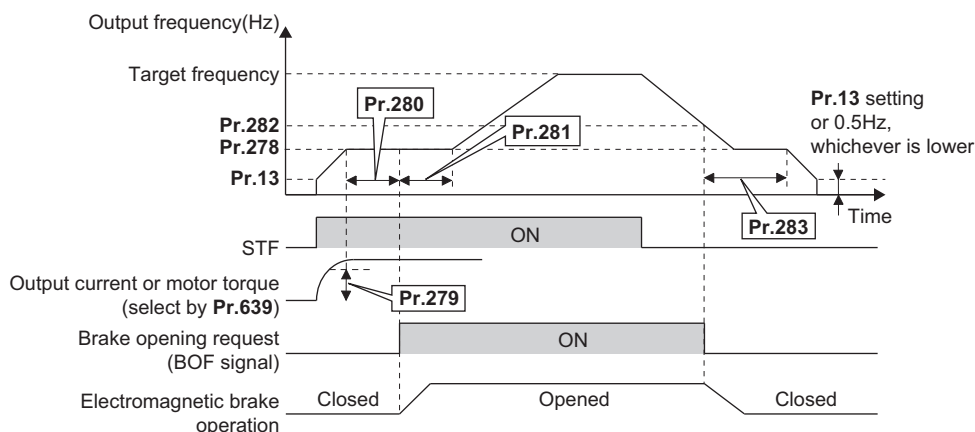 Output frequency(Hz)
Target frequency
Pr.280
Pr.13 setting
or 0.5Hz,
whichever is lower
Pr.282
Pr.281
Pr.278
Pr.13
Time
Pr.283
STF
ON
Output current or motor torque
(select by Pr.639)
Pr.279
Brake opening request
(BOF signal)
ON
Electromagnetic brake
operation
Closed
Opened
Closed